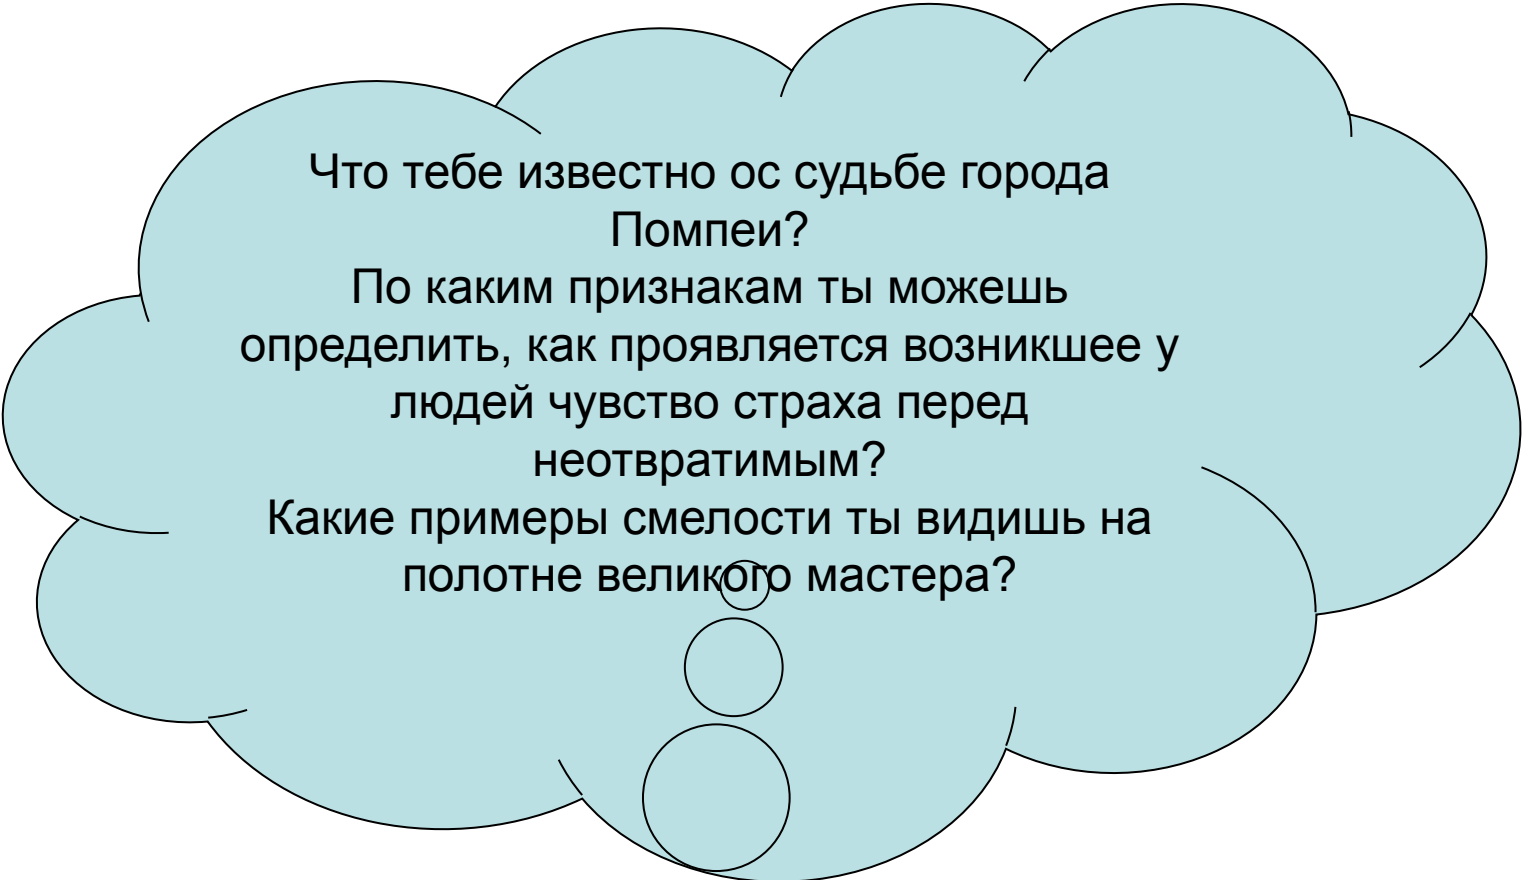 Что тебе известно ос судьбе города
Помпеи?
По каким признакам ты можешь
определить, как проявляется возникшее у
людей чувство страха перед
неотвратимым?
Какие примеры смелости ты видишь на
полотне великого мастера?